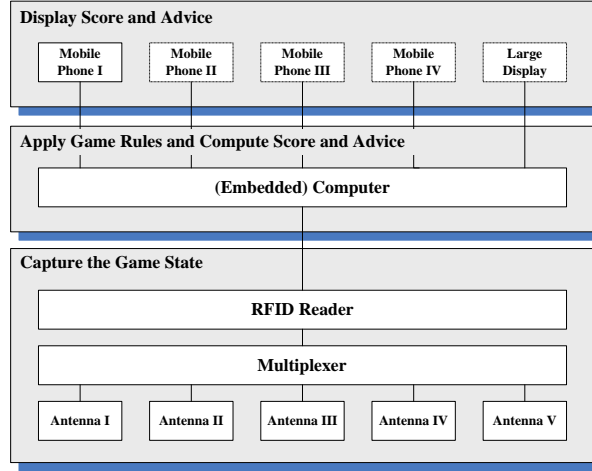 Display Score and Advice
Mobile
Phone I
Mobile
Phone II
Mobile
Phone III
Mobile
Phone IV
Large
Display
Apply Game Rules and Compute Score and Advice
(Embedded) Computer
Capture the Game State
RFID Reader
Multiplexer
Antenna I
Antenna II
Antenna III
Antenna IV
Antenna V